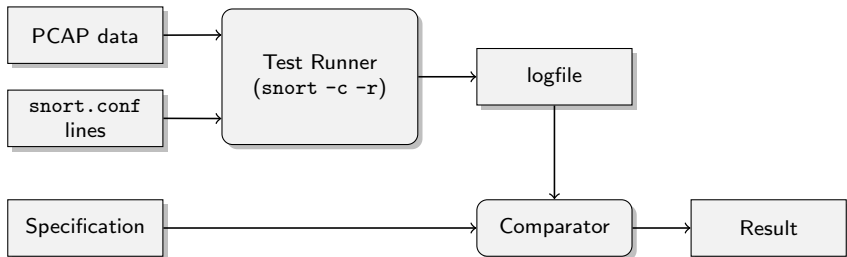 PCAP data
Test Runner
(snort -c -r)
logfile
snort.conf
lines
Specification
Comparator
Result